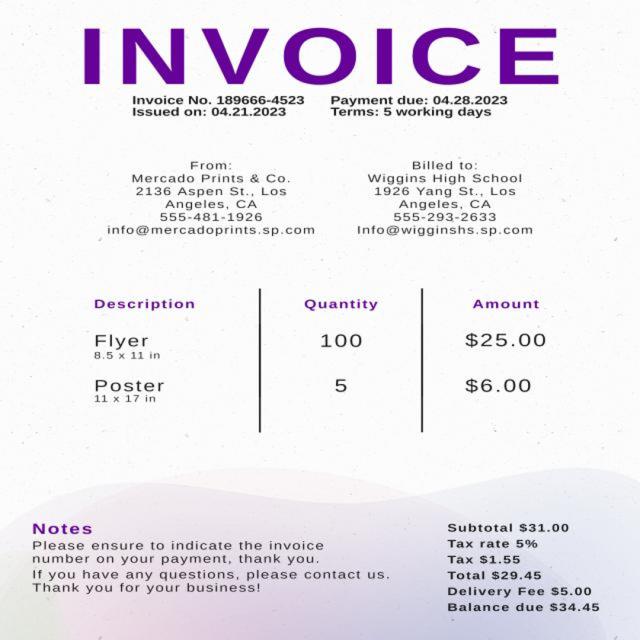 INVOICE
Invoice No. 189666-4523 Payment due: 04.28.2023
Issued on: 04.21.2023 Terms: 5 working days
From:
Mercado Prints & Co.
2136 Aspen St., Los
Angeles, CA
555-481-1926
info@mercadoprints.sp.com
Billed to:
Wiggins High School
1926 Yang St., Los
Angeles, CA
555-293-2633
Info@wigginshs.sp.com
Description Quantity Amount
Flyer 100 $25.00
8.5 x 11 in
Poster 5 $6.00
11 x 17 in
Notes
Please ensure to indicate the invoice
number on your payment, thank you.
If you have any questions, please contact us.
Thank you for your business!
Subtotal $31.00
Tax rate 5%
Tax $1.55
Total $29.45
Delivery Fee $5.00
Balance due $34.45